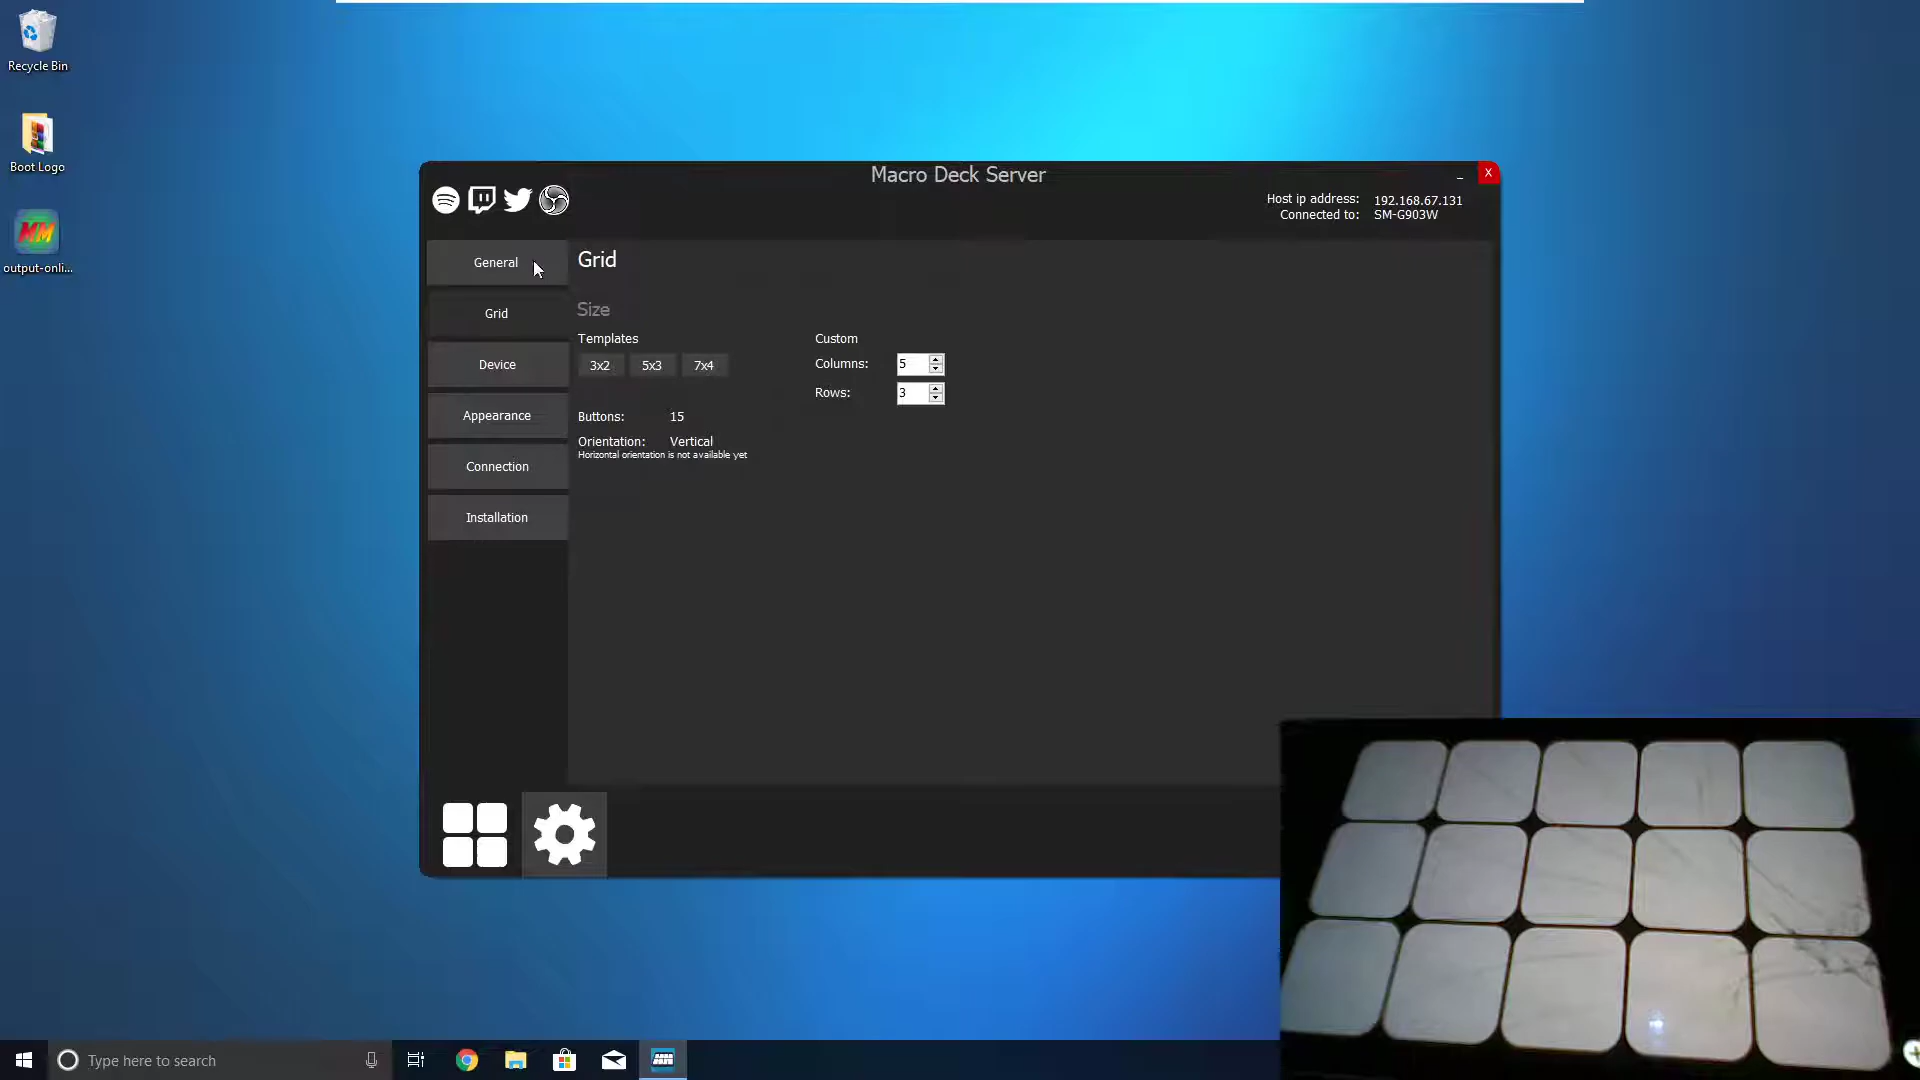 Recycle Bin
Boot Logo
MM
output-onli...
Macro Deck Server
_
X
Host ip address: 192.168.67.131
Connected to: SM-G903W
General
Grid
Device
Appearance
Connection
Installation
Grid
Size
Templates
3x2 5x3 7x4
Custom
Columns: 5
Rows: 3
Buttons: 15
Orientation: Vertical
Horizontal orientation is not available yet
Type here to search